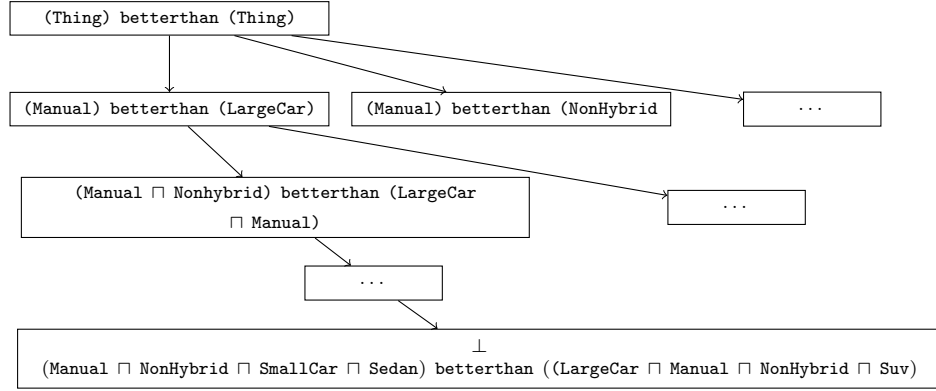 (Thing) betterthan (Thing)
(Manual) betterthan (LargeCar)
(Manual) betterthan (NonHybrid
...
(Manual ⊓ Nonhybrid) betterthan (LargeCar
⊓ Manual)
...
...
⊥
(Manual ⊓ NonHybrid ⊓ SmallCar ⊓ Sedan) betterthan ((LargeCar ⊓ Manual ⊓ NonHybrid ⊓ Suv)